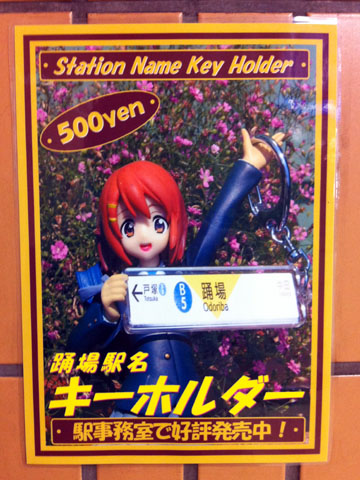 Station Name Key Holder
500yen
戸塚
Totsuka
B
5
踊場
Odoriba
踊場駅名
キーホルダー
駅事務室で好評発売中！